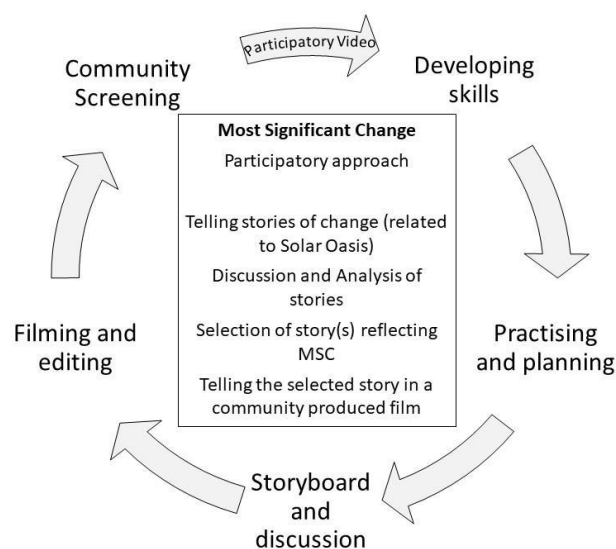 Participatory Video
Community
Screening
Developing
skills
Most Significant Change
Participatory approach
Telling stories of change (related
to Solar Oasis)
Discussion and Analysis of
stories
Selection of story(s) reflecting
MSC
Telling the selected story in a
community produced film
Filming and
editing
Practising
and planning
Storyboard
and
discussion